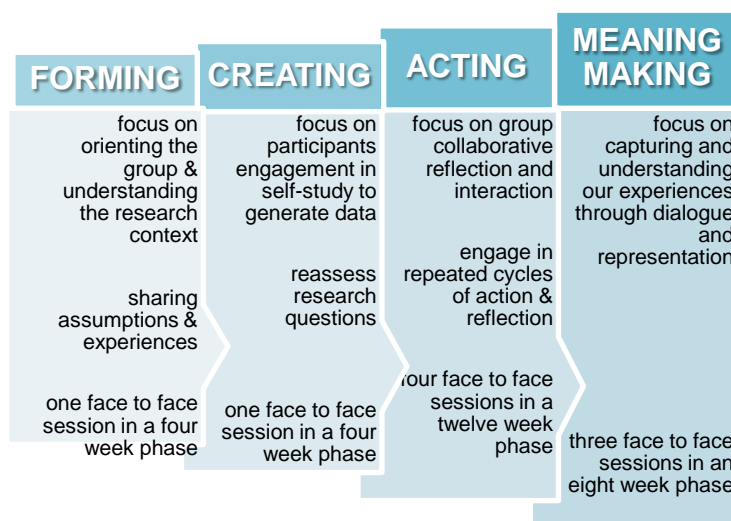 FORMING
focus on
orienting the
group &
understanding
the research
context
sharing
assumptions &
experiences
one face to face
session in a four
week phase
CREATING
focus on
participants
engagement in
self-study to
generate data
reassess
research
questions
one face to face
session in a four
week phase
ACTING
focus on group
collaborative
reflection and
interaction
engage in
repeated cycles
of action &
reflection
four face to face
sessions in a
twelve week
phase
MEANING
MAKING
focus on
capturing and
understanding
our experiences
through dialogue
and
representation
three face to face
sessions in an
eight week phase